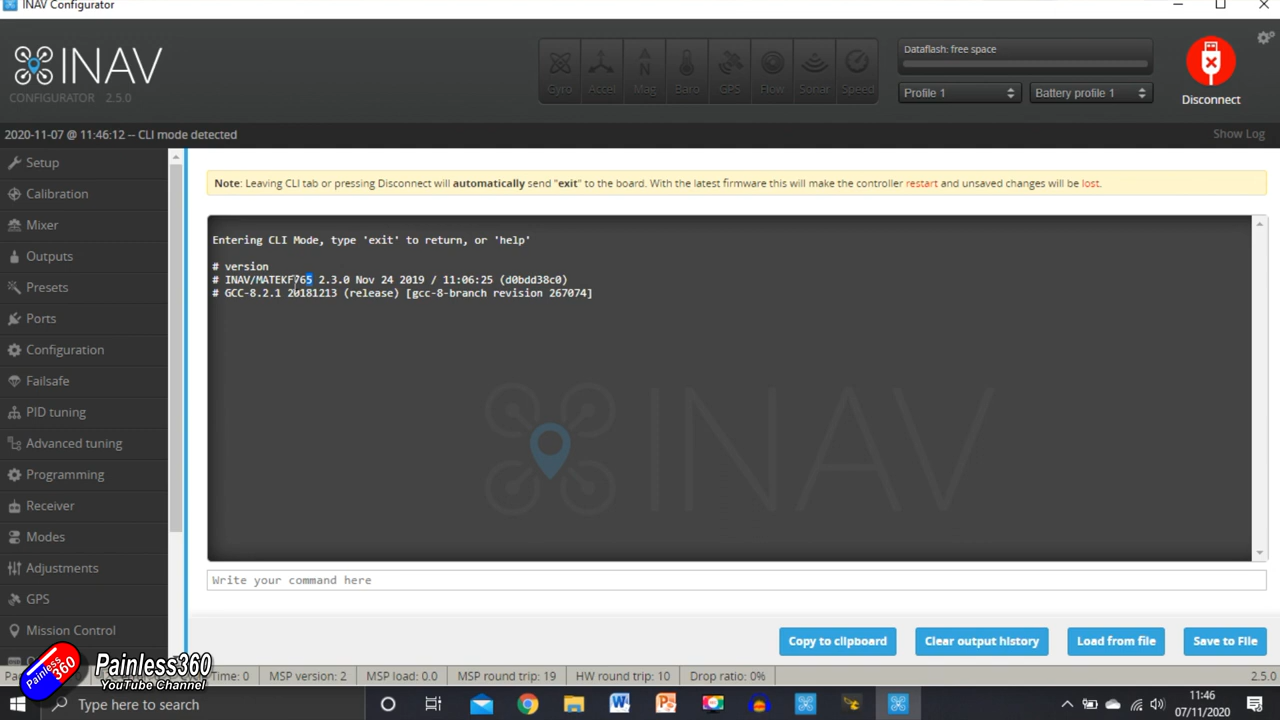 INAV Configurator
INAV
CONFIGURATOR 2.5.0
Gyro
Accel
Mag
Baro
GPS
Flow
Sonar
Speed
Dataflash: free space
Profile 1
Battery profile 1
Disconnect
2020-11-07 @ 11:46:12 -- CLI mode detected
Show Log
Setup
Calibration
Mixer
Outputs
Presets
Ports
Configuration
Failsafe
PID tuning
Advanced tuning
Programming
Receiver
Modes
Adjustments
GPS
Mission Control
Note: Leaving CLI tab or pressing Disconnect will automatically send "exit" to the board. With the latest firmware this will make the controller restart and unsaved changes will be lost.
Entering CLI Mode, type 'exit' to return, or 'help'
# version
# INAV/MATEKF765 2.3.0 Nov 24 2019 / 11:06:25 (d0bdd38c0)
# GCC-8.2.1 20181213 (release) [gcc-8-branch revision 267074]
INAV
Write your command here
Copy to clipboard
Clear output history
Load from file
Save to File
Painless360
Painless360
YouTube Channel
Time: 0
MSP version: 2
MSP load: 0.0
MSP round trip: 19
HW round trip: 10
Drop ratio: 0%
2.5.0
Type here to search
11:46
07/11/2020